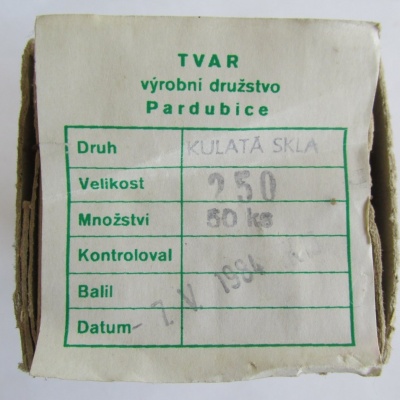 TVAR
výrobní družstvo
Pardubice
Druh KULATÁ SKLA
Velikost 250
Množství 50 ks
Kontroloval
Balil
Datum - 7. V. 1984